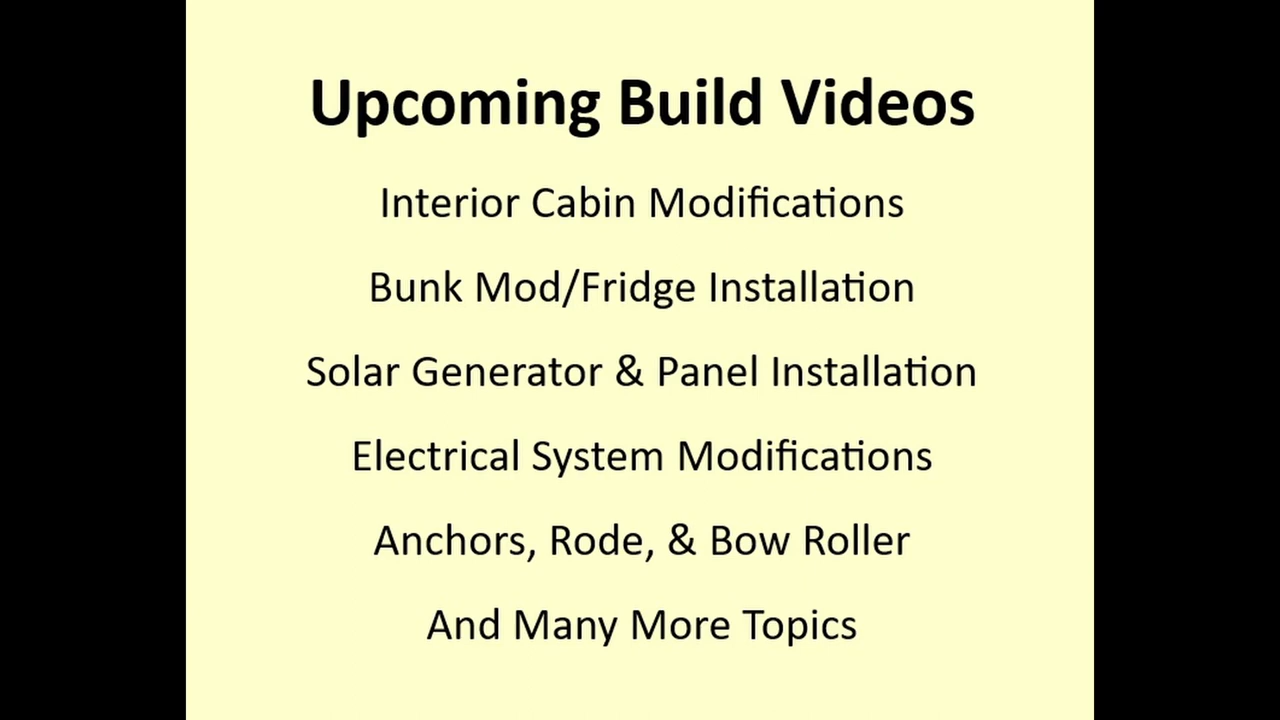 Upcoming Build Videos
Interior Cabin Modifications
Bunk Mod/Fridge Installation
Solar Generator & Panel Installation
Electrical System Modifications
Anchors, Rode, & Bow Roller
And Many More Topics